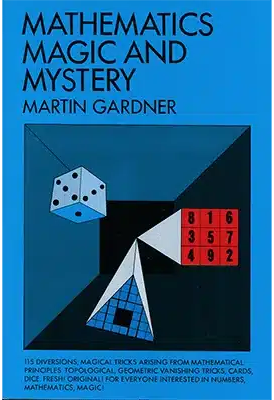 MATHEMATICS
MAGIC AND
MYSTERY
MARTIN GARDNER
8 1 6
3 5 7
4 9 2
115 DIVERSIONS, MAGICAL TRICKS ARISING FROM MATHEMATICAL
PRINCIPLES: TOPOLOGICAL, GEOMETRIC VANISHING TRICKS, CARDS,
DICE. FRESH! ORIGINAL! FOR EVERYONE INTERESTED IN NUMBERS,
MATHEMATICS, MAGIC!